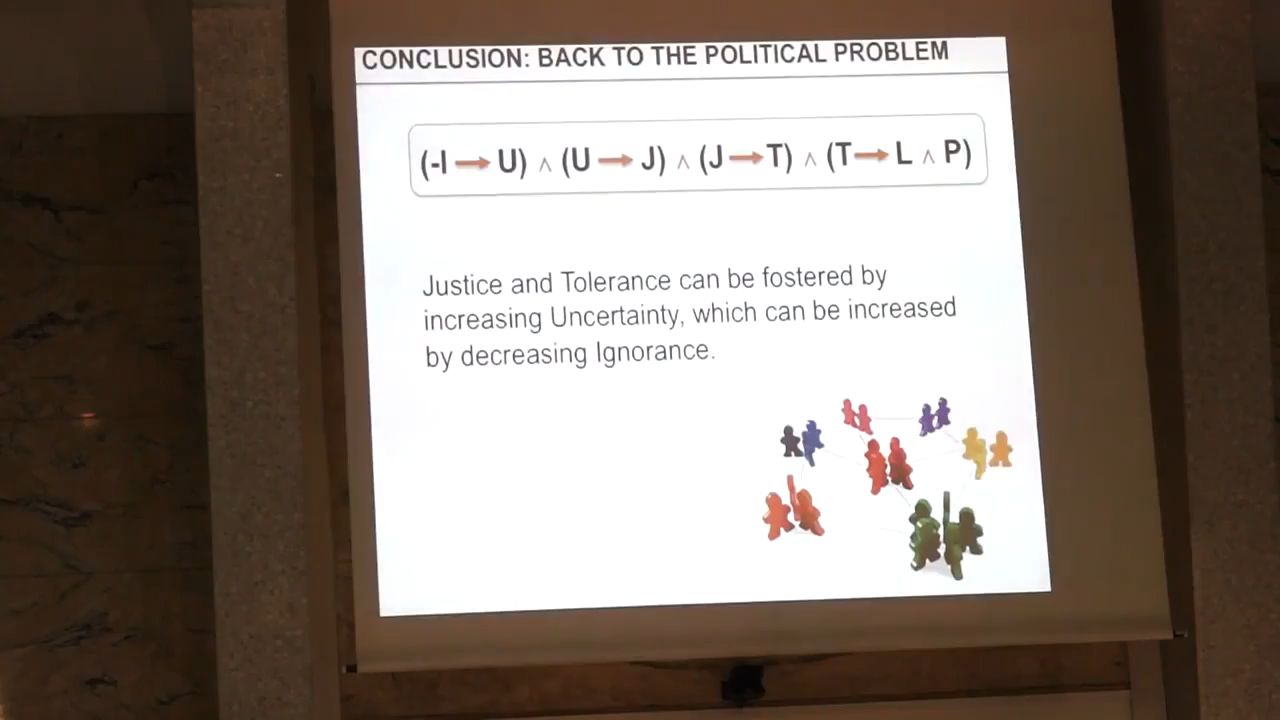 CONCLUSION: BACK TO THE POLITICAL PROBLEM
(-I → U) ∧ (U → J) ∧ (J → T) ∧ (T → L ∧ P)
Justice and Tolerance can be fostered by
increasing Uncertainty, which can be increased
by decreasing Ignorance.